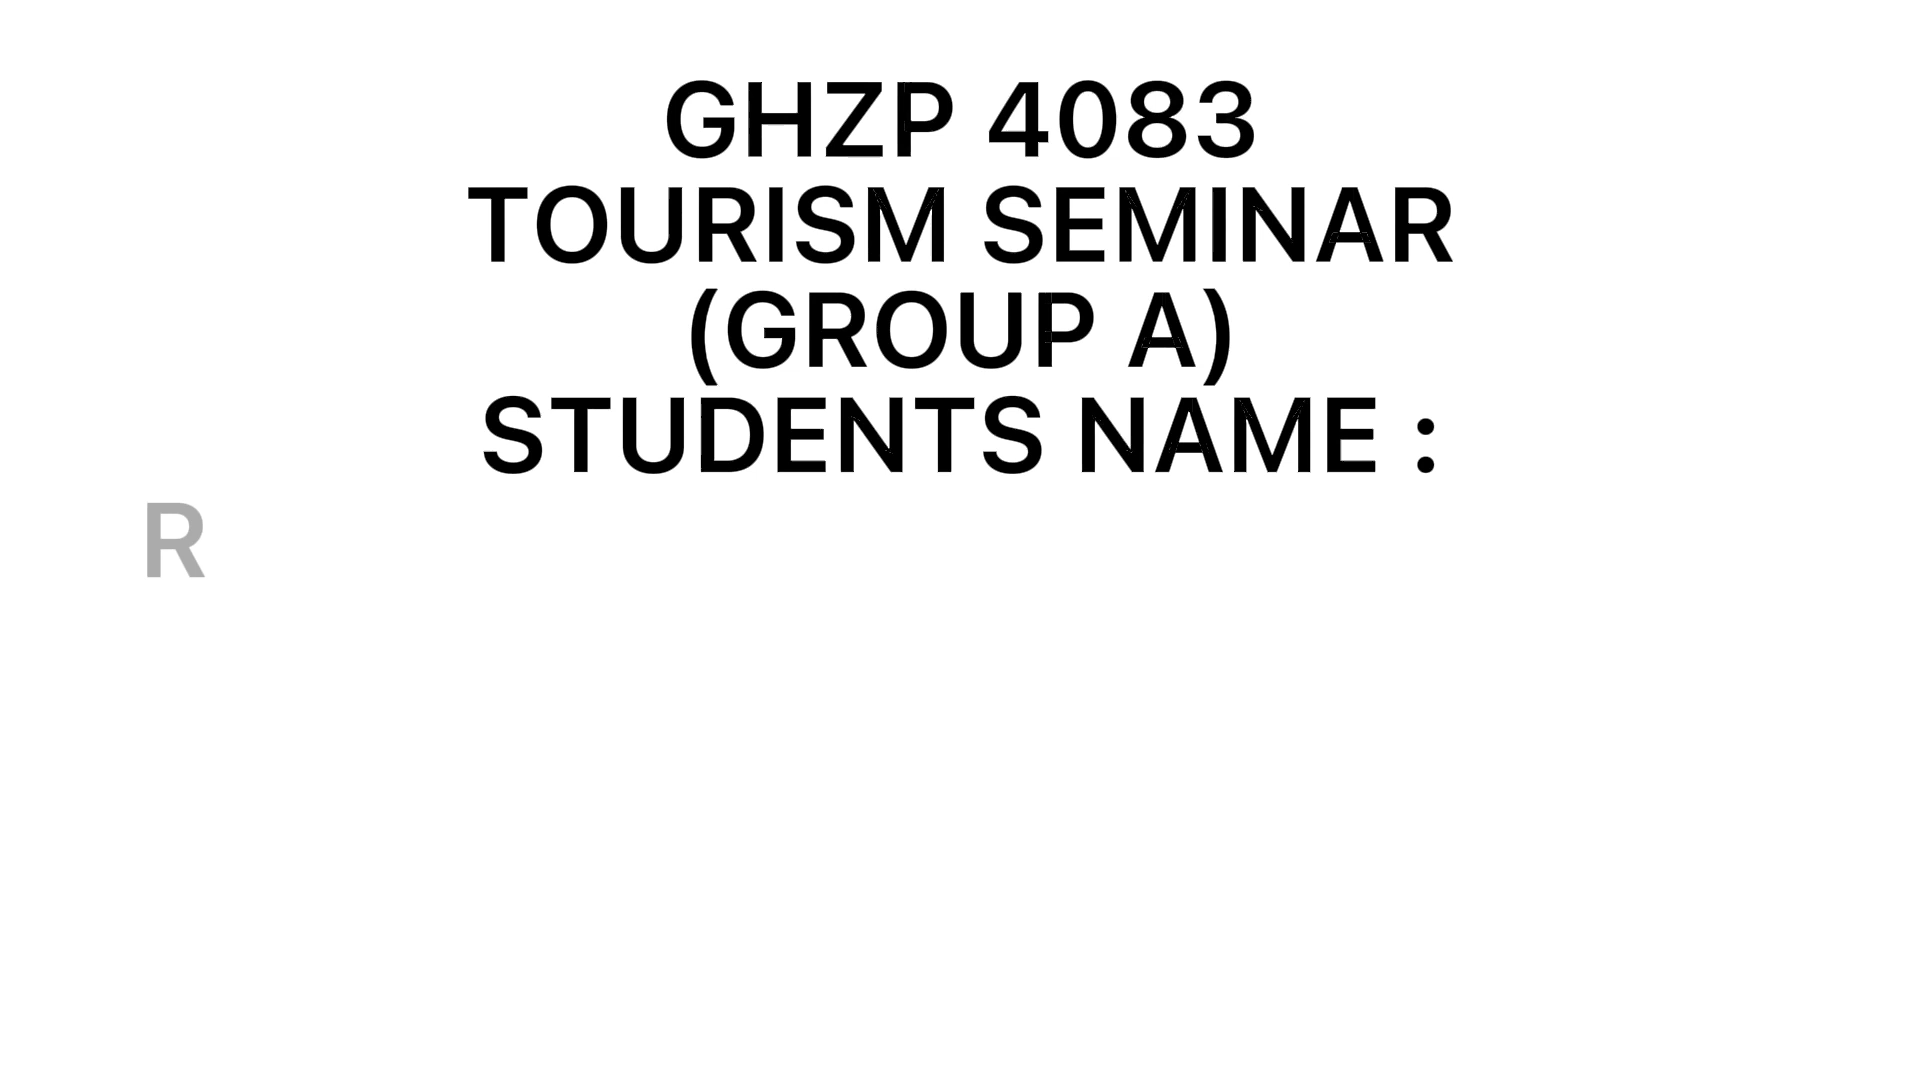 GHZP 4083
TOURISM SEMINAR
(GROUP A)
STUDENTS NAME :
R